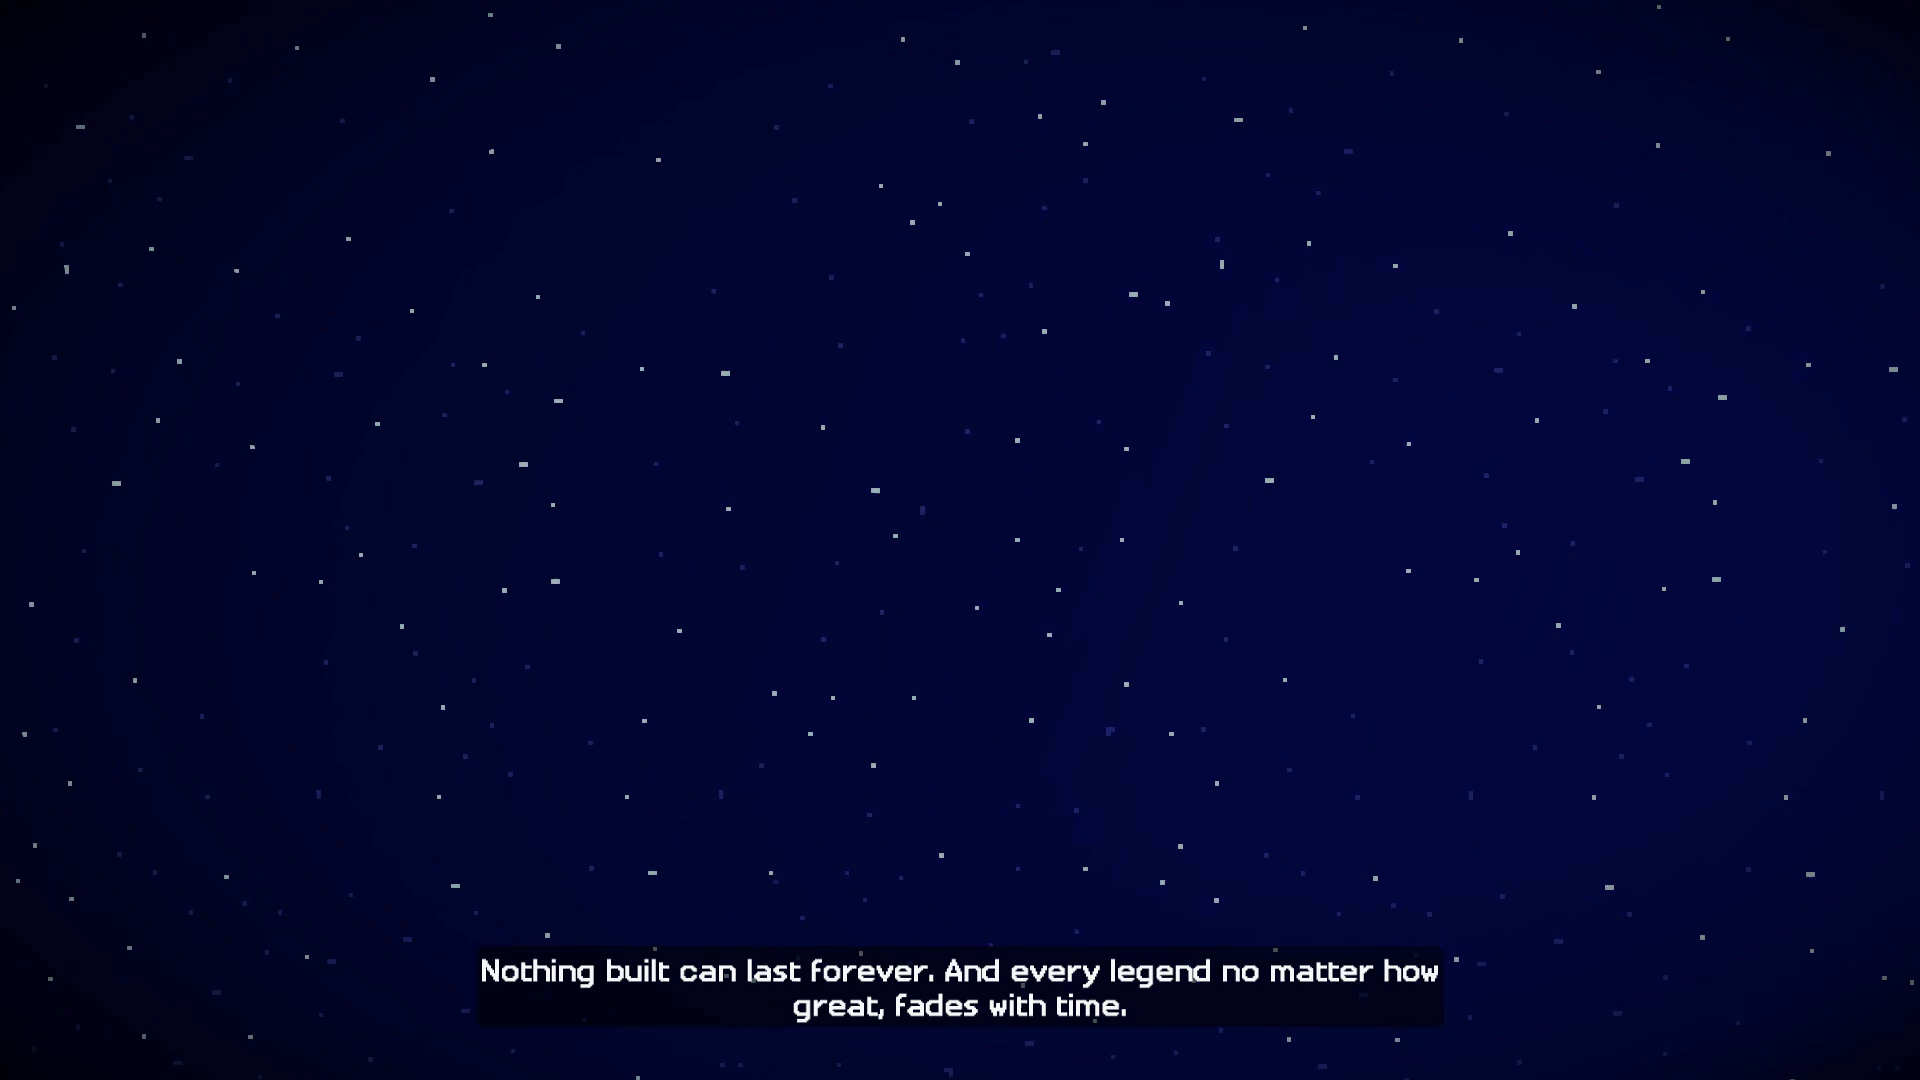 Nothing built can last forever. And every legend no matter how
great, fades with time.